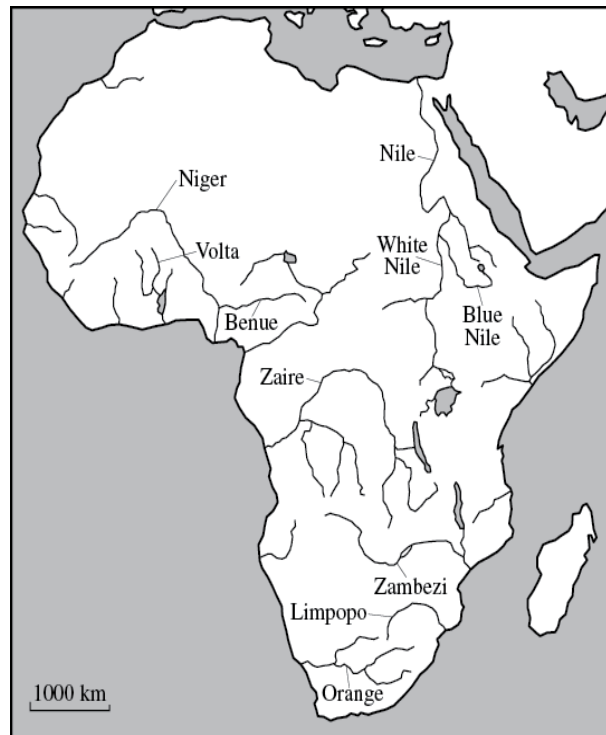 Nile
Niger
Volta
White
Nile
Benue
Blue
Nile
Zaire
Zambezi
Limpopo
1000 km
Orange